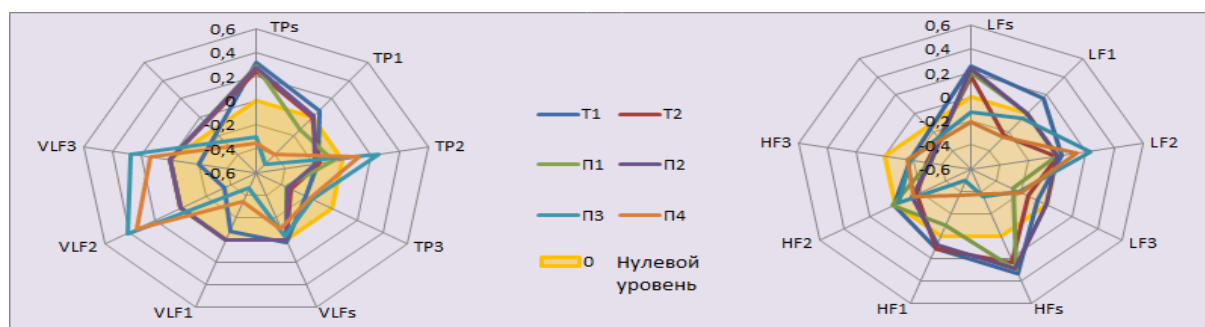 0,6
0,4
0,2
0
-0,2
-0,4
-0,6
TPs
TP1
TP2
TP3
VLFs
VLF1
VLF2
VLF3
Т1
Т2
П1
П2
П3
П4
0 Нулевой
уровень
0,6
0,4
0,2
0
-0,2
-0,4
-0,6
LFs
LF1
LF2
LF3
HFs
HF1
HF2
HF3